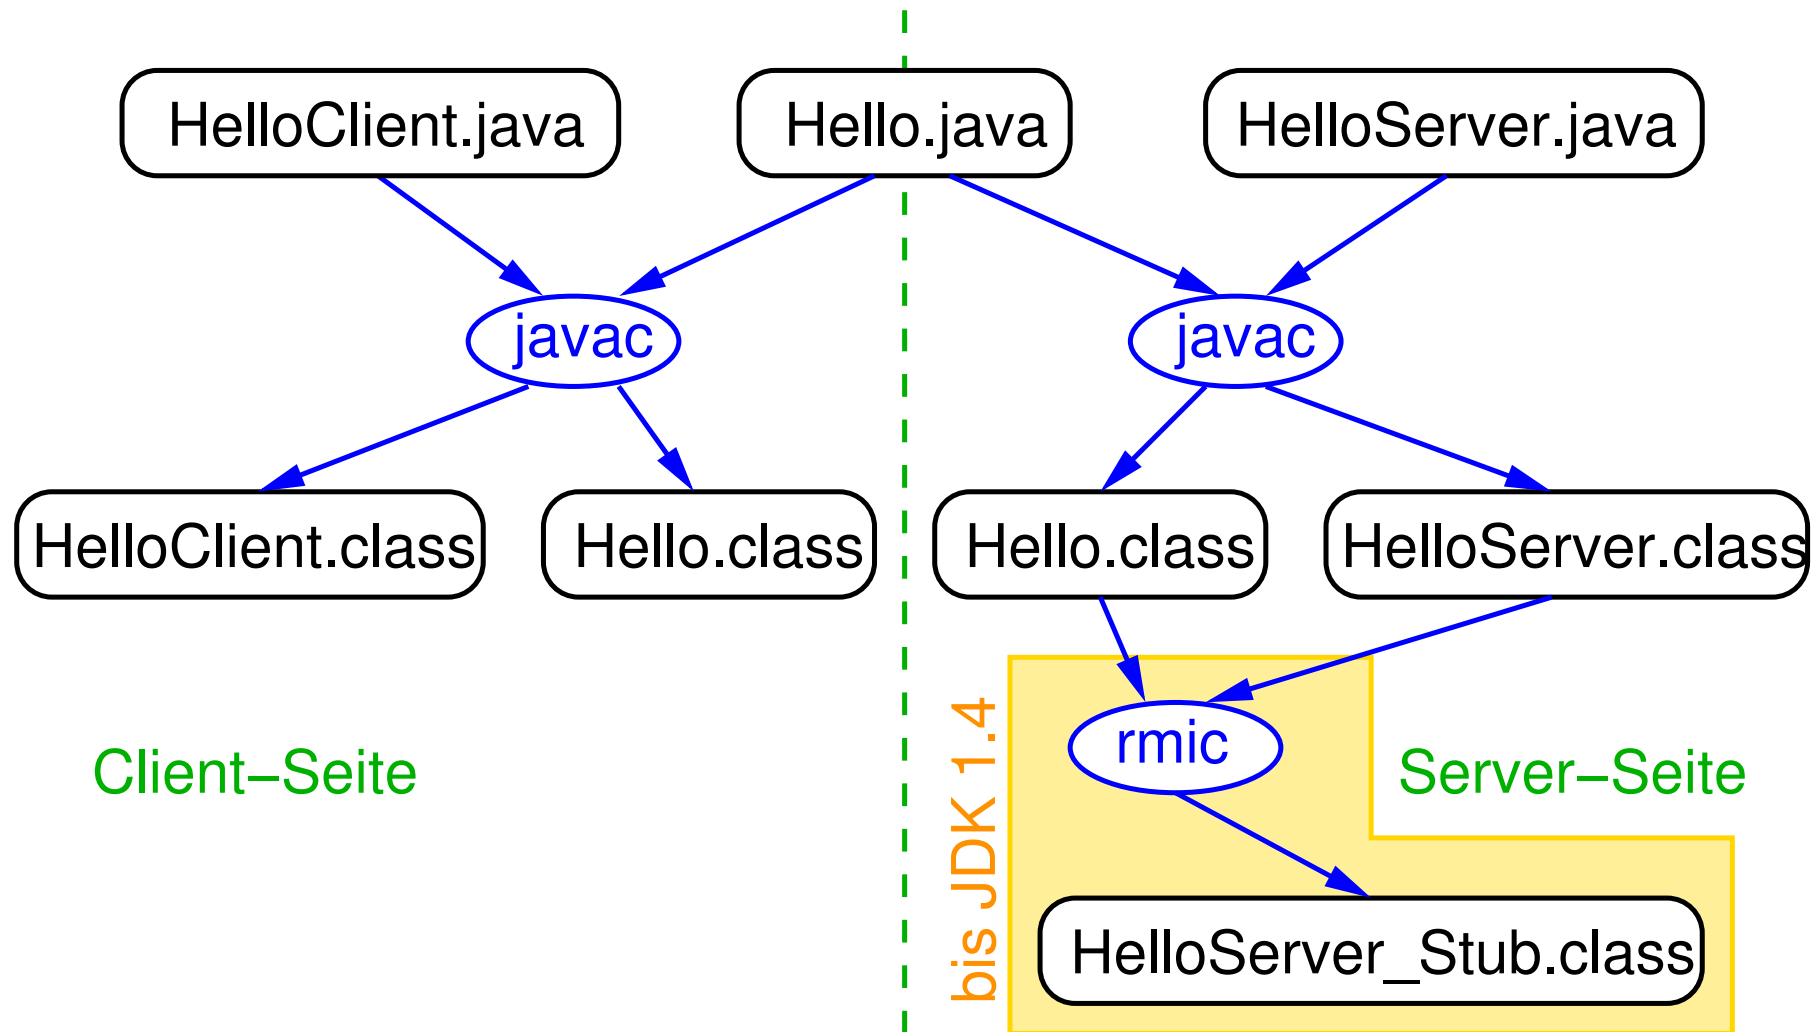 HelloClient.java
Hello.java
HelloServer.java
javac
javac
HelloClient.class
Hello.class
Hello.class
HelloServer.class
bis JDK 1.4
rmic
Client–Seite
Server–Seite
HelloServer_Stub.class